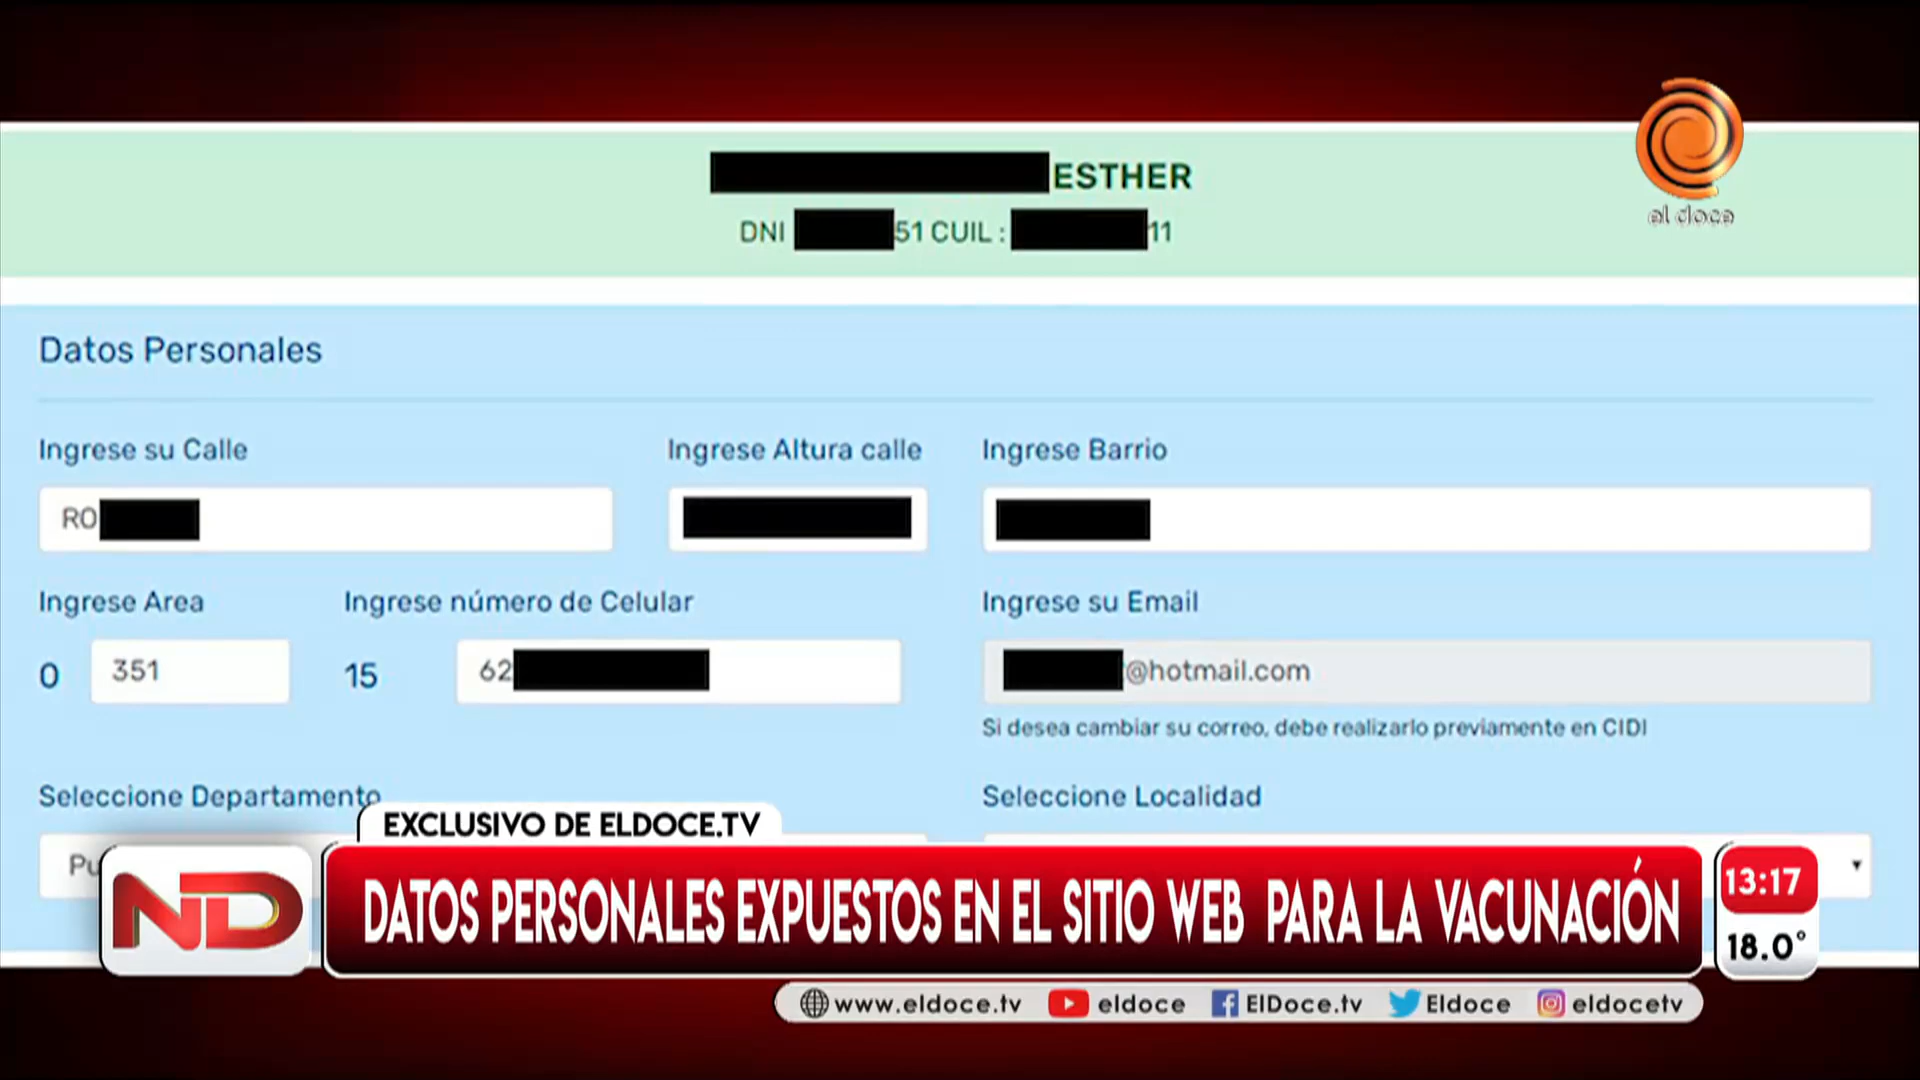 el doce
ESTHER
DNI 51 CUIL : 11
Datos Personales
Ingrese su Calle
Ingrese Altura calle
Ingrese Barrio
RO
Ingrese Area
Ingrese número de Celular
Ingrese su Email
0 351
15 62
@hotmail.com
Si desea cambiar su correo, debe realizarlo previamente en CIDI
Seleccione Departamento
Seleccione Localidad
Pu
EXCLUSIVO DE ELDOCE.TV
ND
DATOS PERSONALES EXPUESTOS EN EL SITIO WEB PARA LA VACUNACIÓN
13:17
18.0°
www.eldoce.tv eldoce ElDoce.tv Eldoce eldocetv